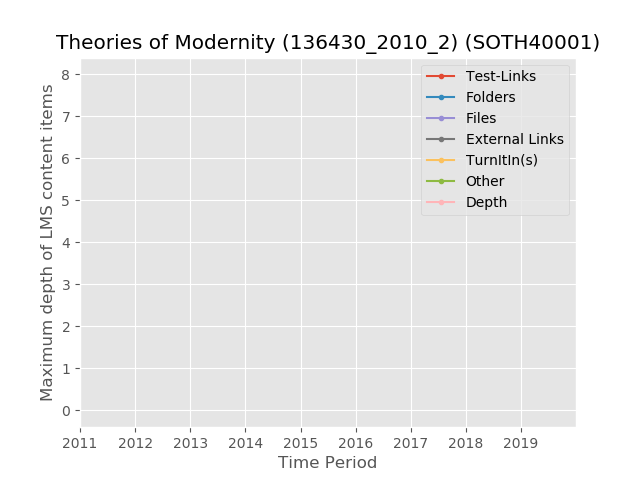 Theories of Modernity (136430_2010_2) (SOTH40001)
Maximum depth of LMS content items
8
7
6
5
4
3
2
1
0
Test-Links
Folders
Files
External Links
TurnItIn(s)
Other
Depth
2011 2012 2013 2014 2015 2016 2017 2018 2019
Time Period